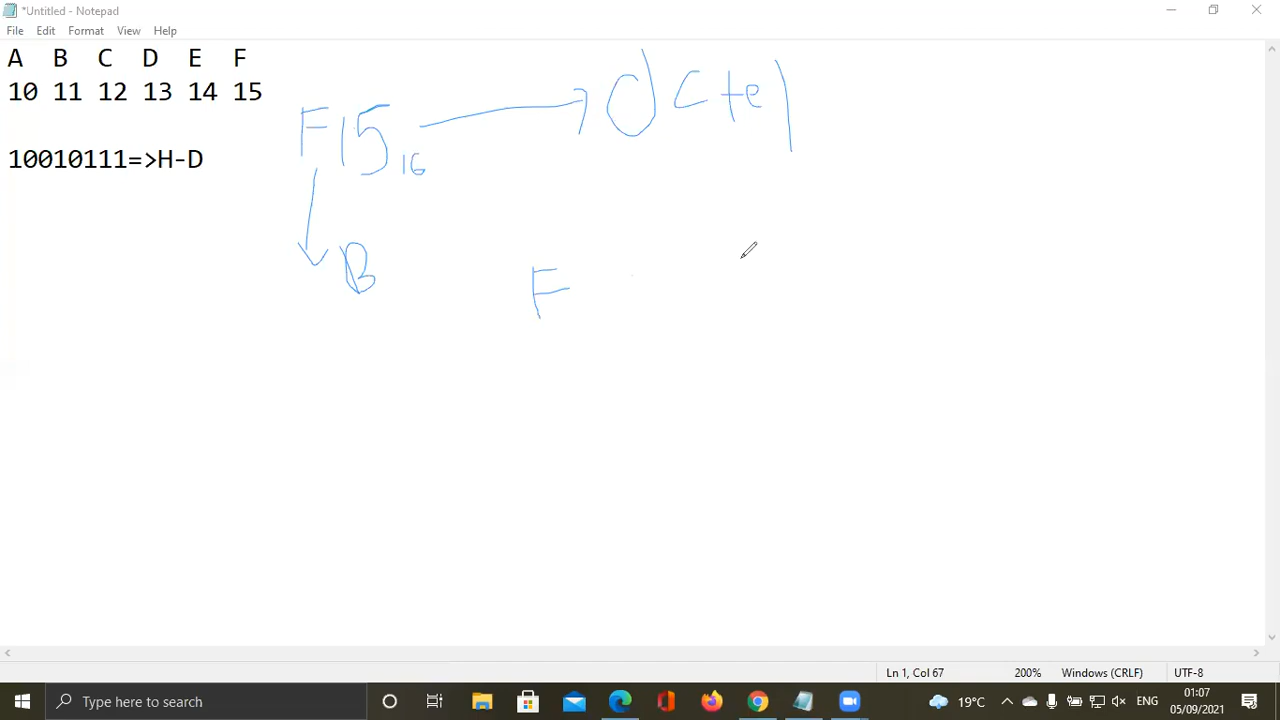 *Untitled - Notepad
File Edit Format View Help
A B C D E F
10 11 12 13 14 15
10010111=>H-D
F15 16 → Octel
B
F
Ln 1, Col 67 200% Windows (CRLF) UTF-8
Type here to search
19°C ENG 01:07
05/09/2021